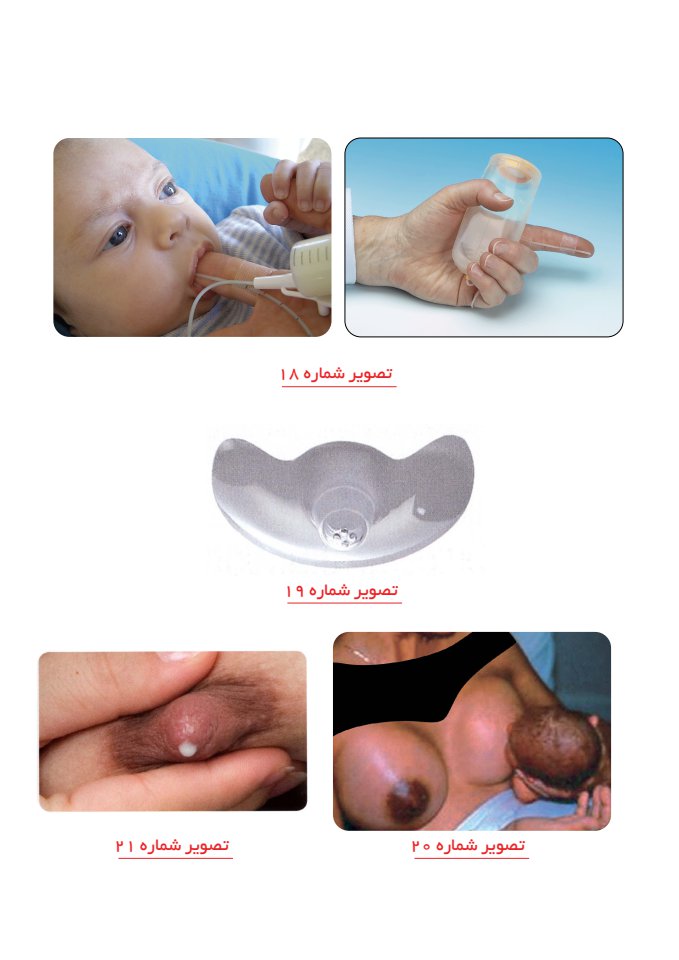 تصویر شماره ۱۸
تصویر شماره ۱۹
تصویر شماره ۲۰
تصویر شماره ۲۱